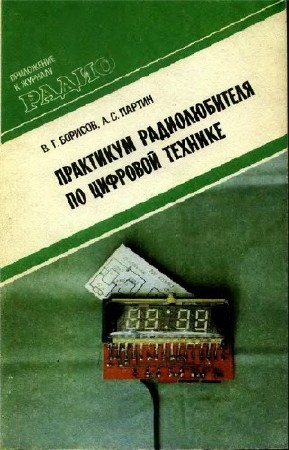 ПРИЛОЖЕНИЕ
К ЖУРНАЛУ
РАДИО
В. Г. БОРИСОВ, А. С. ПАРТИН
ПРАКТИКУМ РАДИОЛЮБИТЕЛЯ
ПО ЦИФРОВОЙ ТЕХНИКЕ